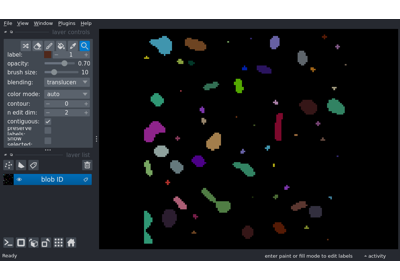 File View Window Plugins Help
layer controls
label: 1
opacity: 0.70
brush size: 10
blending: translucen
color mode: auto
contour: 0
n edit dim: 2
contiguous:
preserve labels:
show selected:
layer list
blob ID
Ready
enter paint or fill mode to edit labels
activity